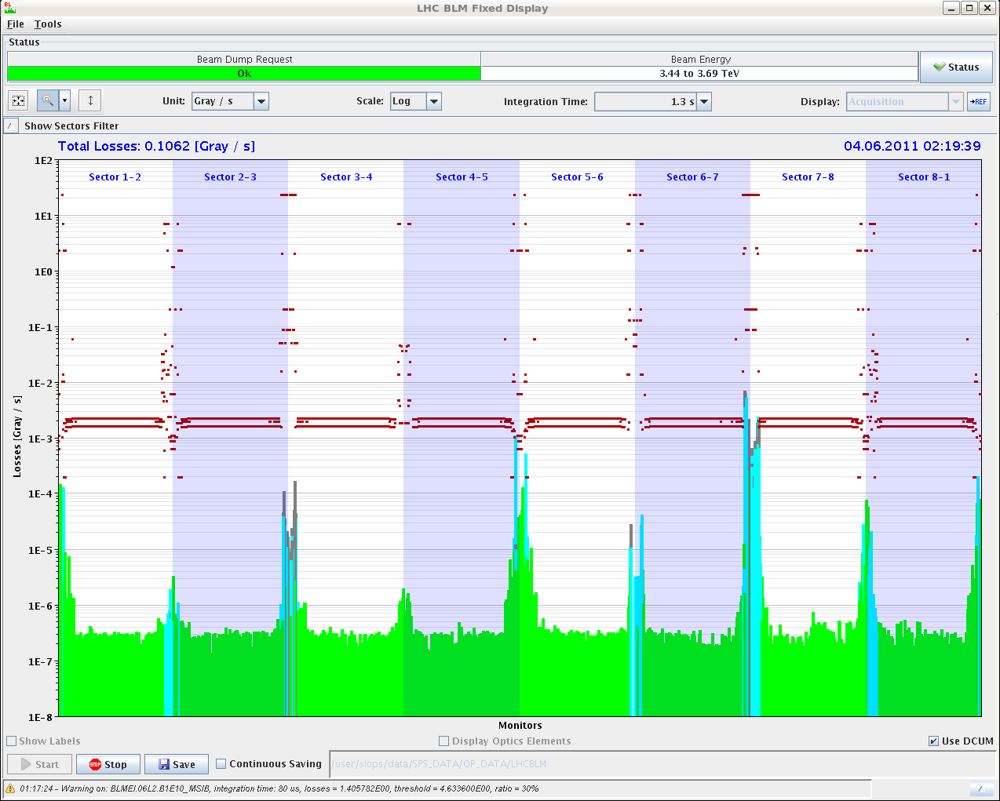 BL
LHC BLM Fixed Display
File Tools
Status
Beam Dump Request Beam Energy
Ok 3.44 to 3.69 TeV
Status
Unit: Gray / s Scale: Log Integration Time: 1.3 s Display: Acquisition REF
Show Sectors Filter
Total Losses: 0.1062 [Gray / s] 04.06.2011 02:19:39
Sector 1-2 Sector 2-3 Sector 3-4 Sector 4-5 Sector 5-6 Sector 6-7 Sector 7-8 Sector 8-1
1E2
1E1
1E0
1E-1
1E-2
1E-3
1E-4
1E-5
1E-6
1E-7
1E-8
Losses [Gray / s]
Monitors
Show Labels Display Optics Elements Use DCUM
Start STOP Stop Save Continuous Saving /user/slops/data/SPS_DATA/OP_DATA/LHCBLM
01:17:24 - Warning on: BLMEI.06L2.B1E10_MSIB, integration time: 80 us, losses = 1.405782E00, threshold = 4.633600E00, ratio = 30%